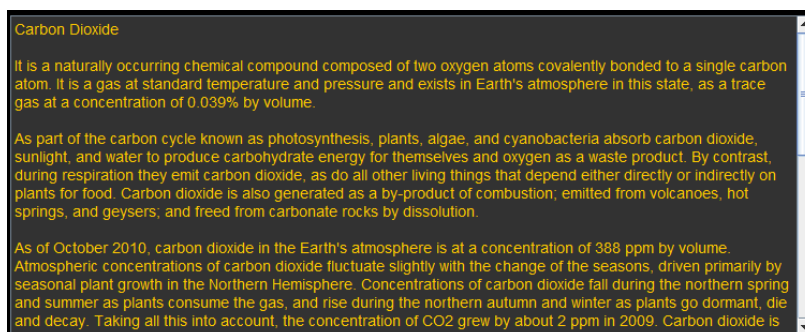 Carbon Dioxide
It is a naturally occurring chemical compound composed of two oxygen atoms covalently bonded to a single carbon
atom. It is a gas at standard temperature and pressure and exists in Earth's atmosphere in this state, as a trace
gas at a concentration of 0.039% by volume.
As part of the carbon cycle known as photosynthesis, plants, algae, and cyanobacteria absorb carbon dioxide,
sunlight, and water to produce carbohydrate energy for themselves and oxygen as a waste product. By contrast,
during respiration they emit carbon dioxide, as do all other living things that depend either directly or indirectly on
plants for food. Carbon dioxide is also generated as a by-product of combustion; emitted from volcanoes, hot
springs, and geysers; and freed from carbonate rocks by dissolution.
As of October 2010, carbon dioxide in the Earth's atmosphere is at a concentration of 388 ppm by volume.
Atmospheric concentrations of carbon dioxide fluctuate slightly with the change of the seasons, driven primarily by
seasonal plant growth in the Northern Hemisphere. Concentrations of carbon dioxide fall during the northern spring
and summer as plants consume the gas, and rise during the northern autumn and winter as plants go dormant, die
and decay. Taking all this into account, the concentration of CO2 grew by about 2 ppm in 2009. Carbon dioxide is